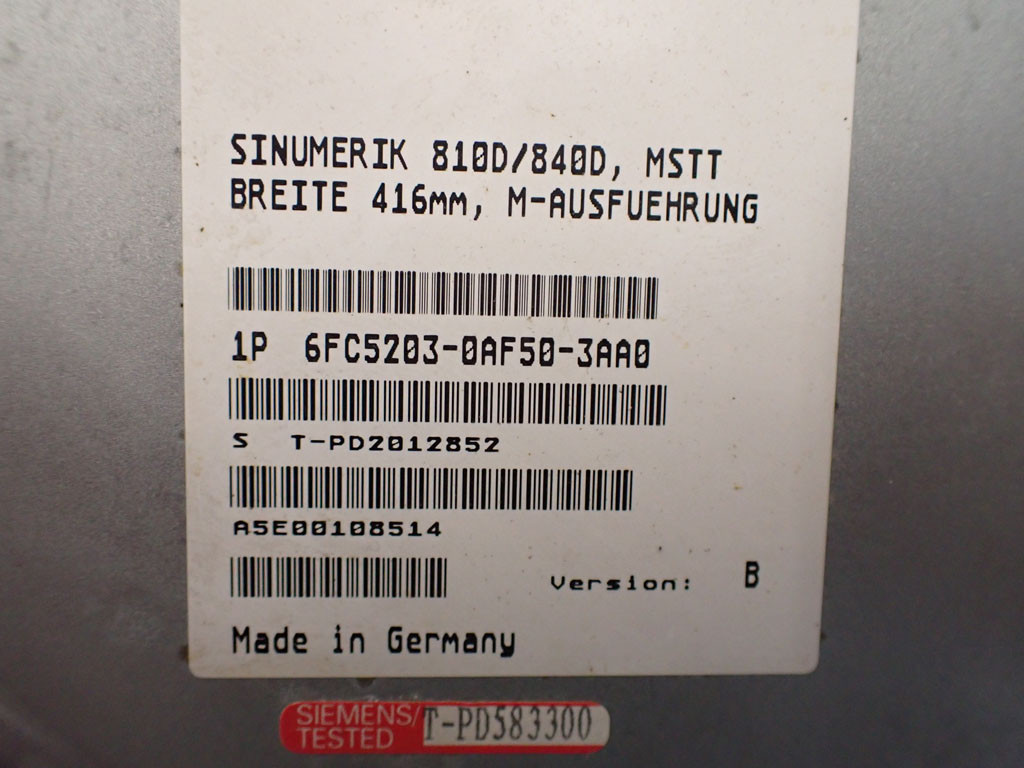 SINUMERIK 810D/840D, MSTT
BREITE 416mm, M-AUSFUEHRUNG
1P 6FC5203-0AF50-3AA0
S T-PD2012852
A5E00108514
Version: B
Made in Germany
SIEMENS/
TESTED T-PD583300